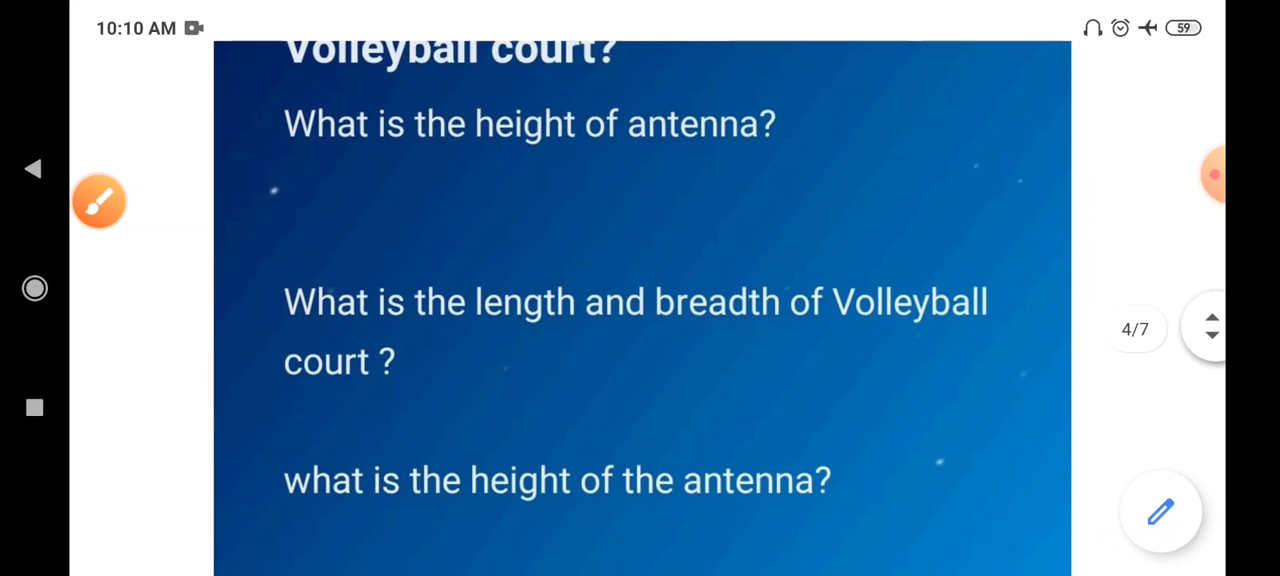 10:10 AM
59
Volleyball court?
What is the height of antenna?
What is the length and breadth of Volleyball
court ?
4/7
what is the height of the antenna?